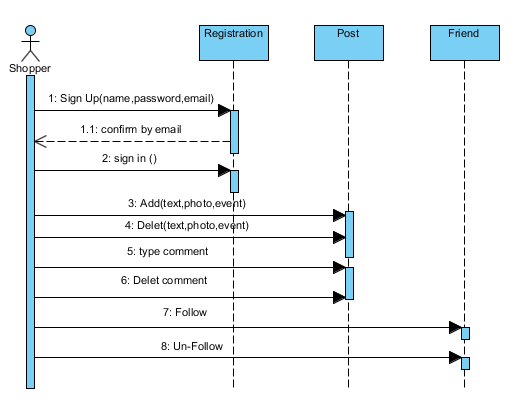 Registration
Post
Friend
Shopper
1: Sign Up(name,password,email)
1.1: confirm by email
2: sign in ()
3: Add(text,photo,event)
4: Delet(text,photo,event)
5: type comment
6: Delet comment
7: Follow
8: Un-Follow